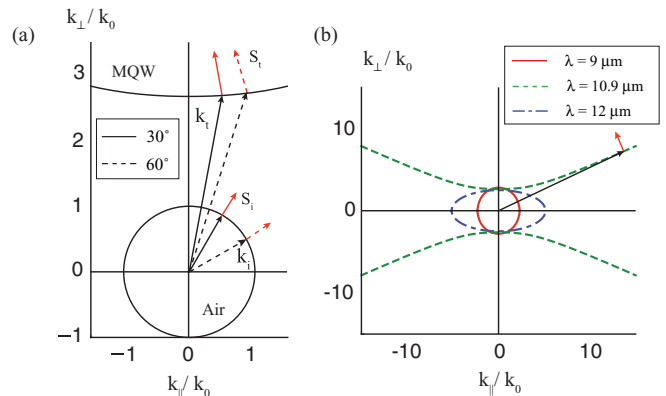 (a)
k⊥/ k0
3
MQW
St
kt
2
30°
60°
1
Si
ki
0
Air
−1
−1
0
1
k||/ k0
(b)
k⊥/ k0
λ = 9 μm
λ = 10.9 μm
λ = 12 μm
10
0
-10
-10
0
10
k||/ k0